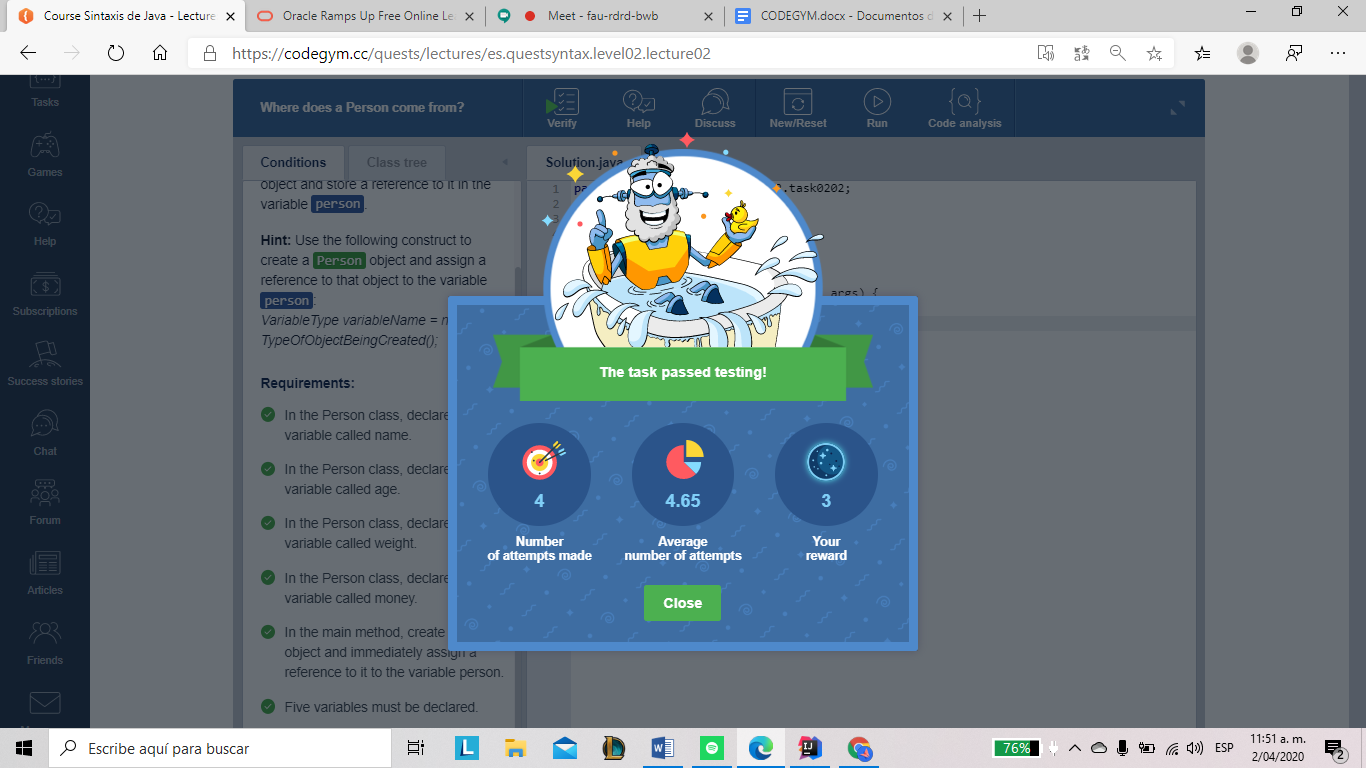 Course Sintaxis de Java - Lecture
Oracle Ramps Up Free Online Le
Meet - fau-rdrd-bwb
CODEGYM.docx - Documentos d
https://codegym.cc/quests/lectures/es.questsyntax.level02.lecture02
Tasks
Games
Help
Subscriptions
Success stories
Chat
Forum
Articles
Friends
Where does a Person come from?
Verify
Help
Discuss
New/Reset
Run
Code analysis
Conditions
Class tree
object and store a reference to it in the
variable person.
Hint: Use the following construct to
create a Person object and assign a
reference to that object to the variable
person:
VariableType variableName = n
TypeOfObjectBeingCreated();
Requirements:
In the Person class, declare
variable called name.
In the Person class, declare
variable called age.
In the Person class, declare
variable called weight.
In the Person class, declare
variable called money.
In the main method, create
object and immediately assign a
reference to it to the variable person.
Five variables must be declared.
Solution.java
1
pa
.task0202;
2
args) {
The task passed testing!
4
Number
of attempts made
4.65
Average
number of attempts
3
Your
reward
Close
Escribe aquí para buscar
76%
ESP
11:51 a. m.
2/04/2020
2